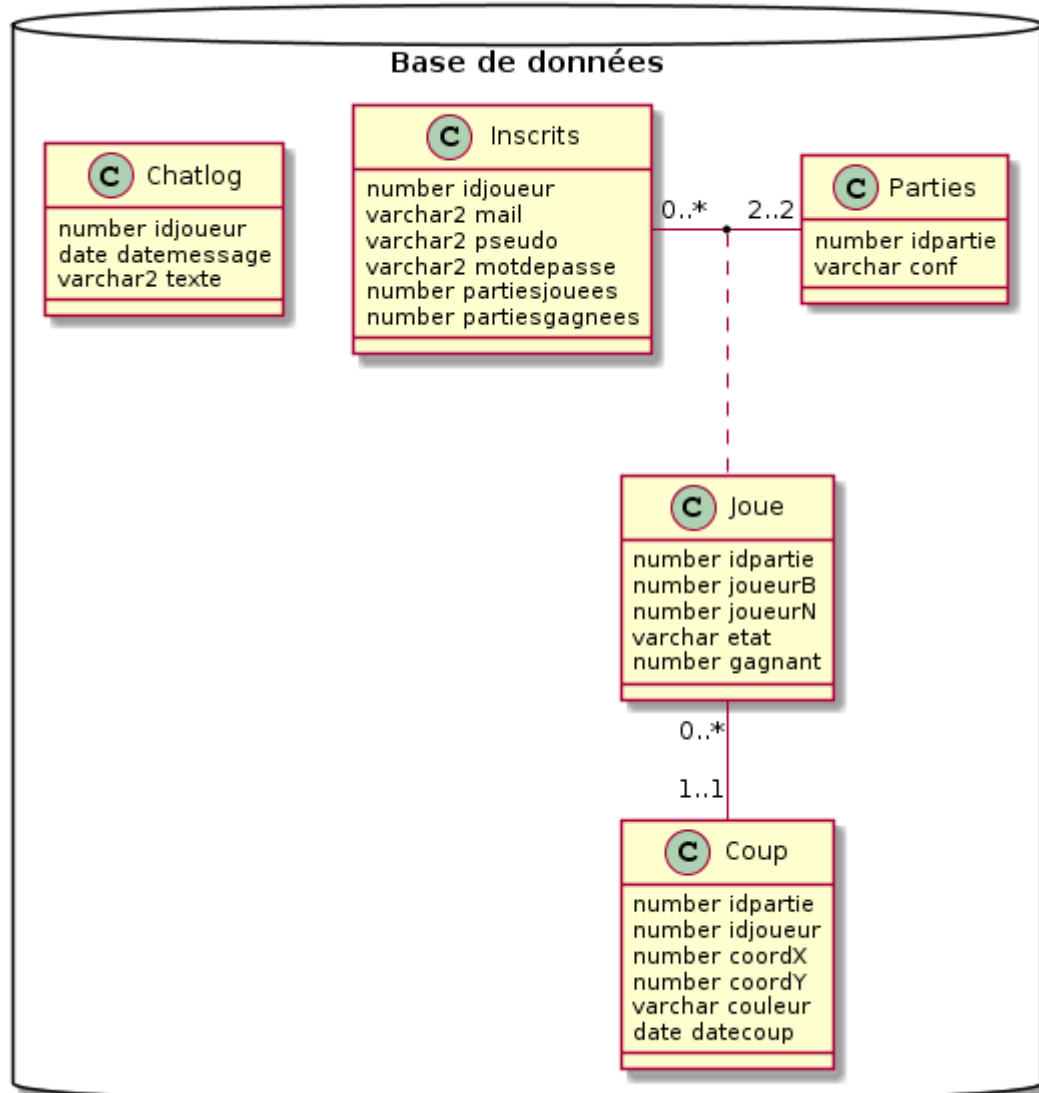 Base de données
C Chatlog
number idjoueur
date datemessage
varchar2 texte
C Inscrits
number idjoueur
varchar2 mail
varchar2 pseudo
varchar2 motdepasse
number partiesjouees
number partiesgagnees
0..* 2..2
C Parties
number idpartie
varchar conf
C Joue
number idpartie
number joueurB
number joueurN
varchar etat
number gagnant
0..*
1..1
C Coup
number idpartie
number idjoueur
number coordX
number coordY
varchar couleur
date datecoup